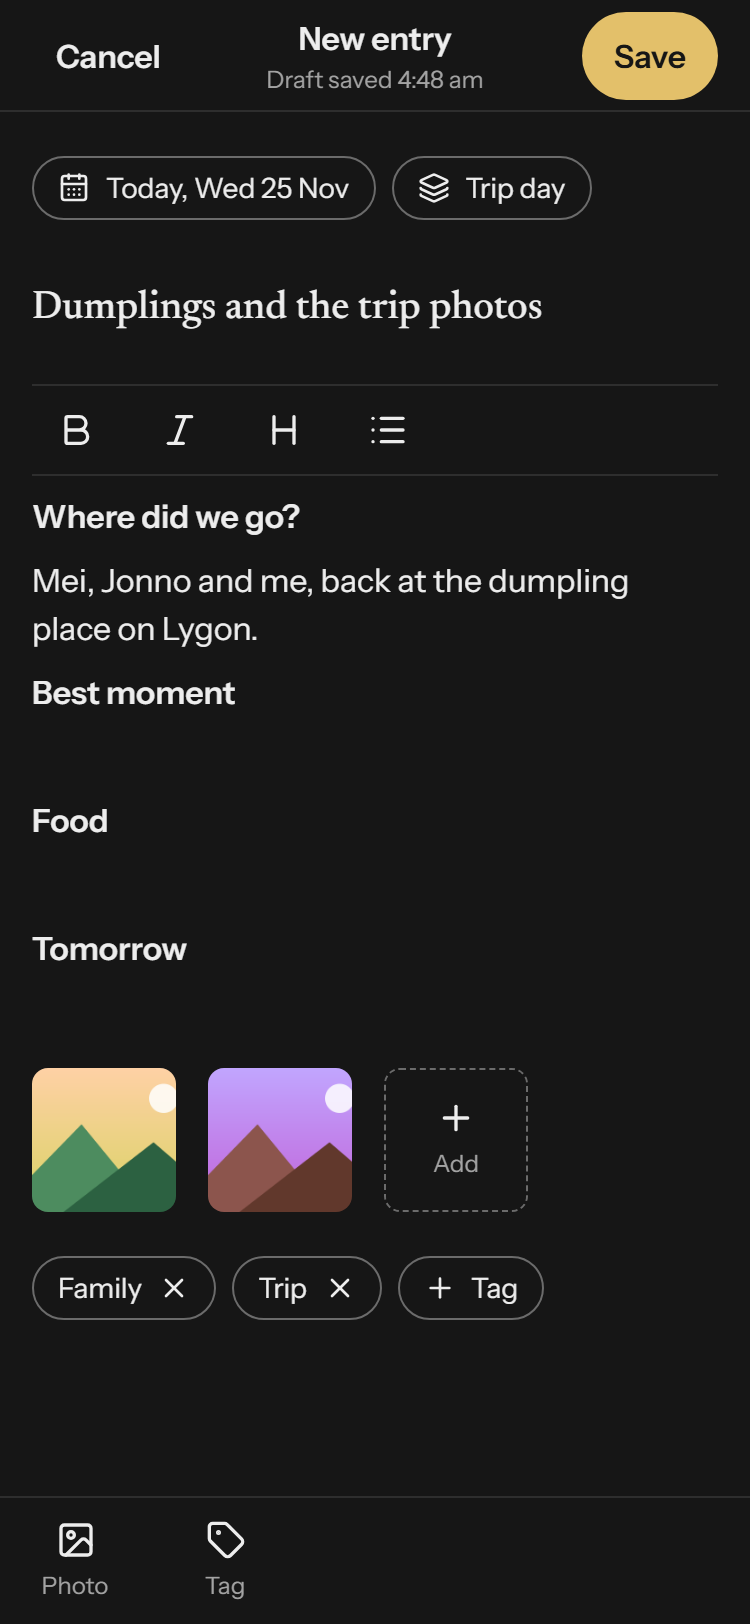 Cancel
New entry
Draft saved 4:48 am
Save
Today, Wed 25 Nov
Trip day
Dumplings and the trip photos
B I H
Where did we go?
Mei, Jonno and me, back at the dumpling
place on Lygon.
Best moment
Food
Tomorrow
Add
Family
Trip
Tag
Photo
Tag